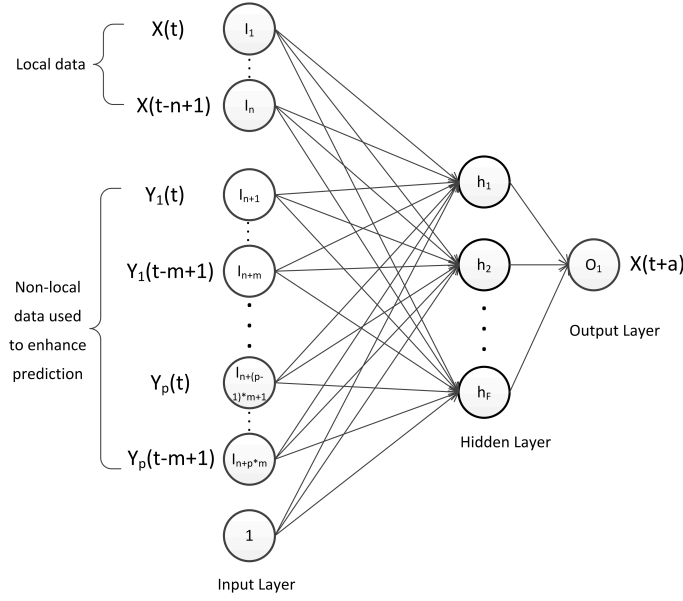 X(t)
I₁
Local data
X(t-n+1)
Iₙ
Y₁(t)
Iₙ₊₁
h₁
Y₁(t-m+1)
Iₙ₊ₘ
h₂
O₁
X(t+a)
Non-local
data used
to enhance
prediction
Output Layer
Yₚ(t)
Iₙ₊₍ₚ₋
₁₎*ₘ₊₁
h_F
Hidden Layer
Yₚ(t-m+1)
Iₙ₊ₚ*ₘ
1
Input Layer